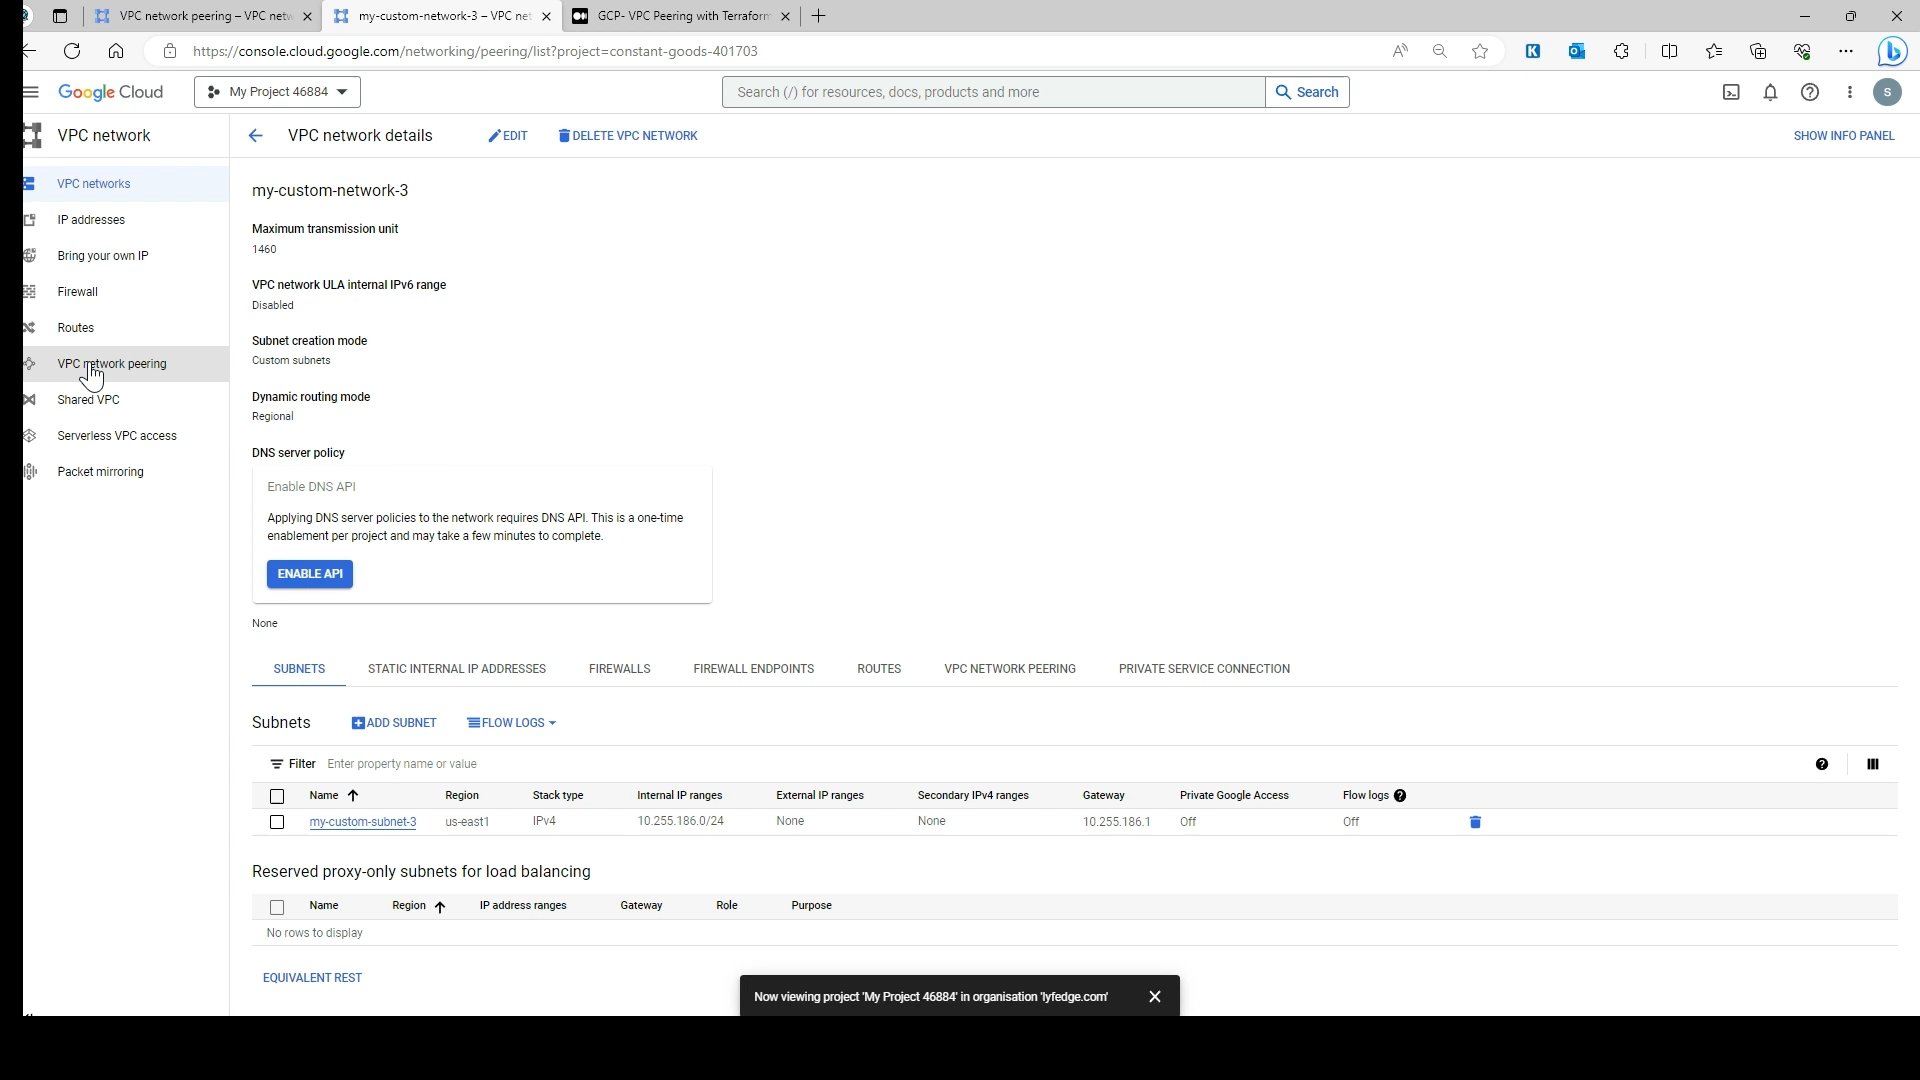 VPC network peering – VPC netw
my-custom-network-3 – VPC net
GCP- VPC Peering with Terraform
https://console.cloud.google.com/networking/peering/list?project=constant-goods-401703
Google Cloud
My Project 46884
Search (/) for resources, docs, products and more
Search
S
VPC network
VPC network details
EDIT
DELETE VPC NETWORK
SHOW INFO PANEL
VPC networks
IP addresses
Bring your own IP
Firewall
Routes
VPC network peering
Shared VPC
Serverless VPC access
Packet mirroring
my-custom-network-3
Maximum transmission unit
1460
VPC network ULA internal IPv6 range
Disabled
Subnet creation mode
Custom subnets
Dynamic routing mode
Regional
DNS server policy
Enable DNS API
Applying DNS server policies to the network requires DNS API. This is a one-time
enablement per project and may take a few minutes to complete.
ENABLE API
None
SUBNETS STATIC INTERNAL IP ADDRESSES FIREWALLS FIREWALL ENDPOINTS ROUTES VPC NETWORK PEERING PRIVATE SERVICE CONNECTION
Subnets ADD SUBNET FLOW LOGS
Filter Enter property name or value
Name Region Stack type Internal IP ranges External IP ranges Secondary IPv4 ranges Gateway Private Google Access Flow logs
my-custom-subnet-3 us-east1 IPv4 10.255.186.0/24 None None 10.255.186.1 Off Off
Reserved proxy-only subnets for load balancing
Name Region IP address ranges Gateway Role Purpose
No rows to display
EQUIVALENT REST
Now viewing project 'My Project 46884' in organisation 'lyfedge.com'